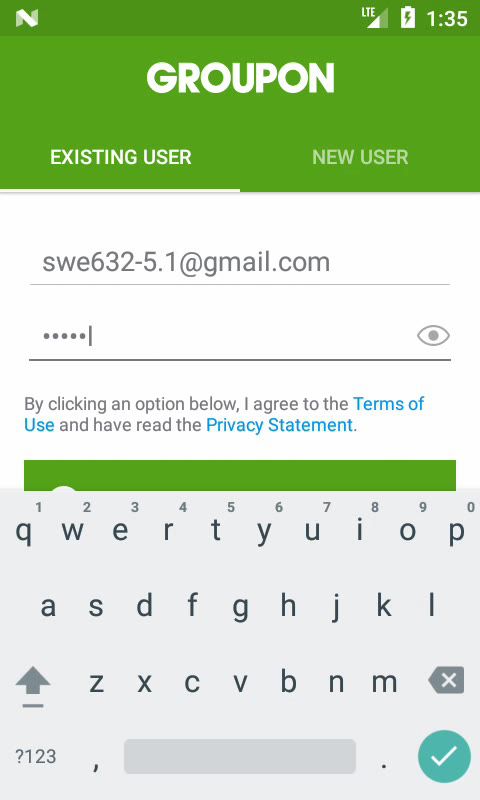 LTE 1:35
GROUPON
EXISTING USER NEW USER
swe632-5.1@gmail.com
•••••
By clicking an option below, I agree to the Terms of
Use and have read the Privacy Statement.
1 2 3 4 5 6 7 8 9 0
q w e r t y u i o p
a s d f g h j k l
z x c v b n m
?123 , .